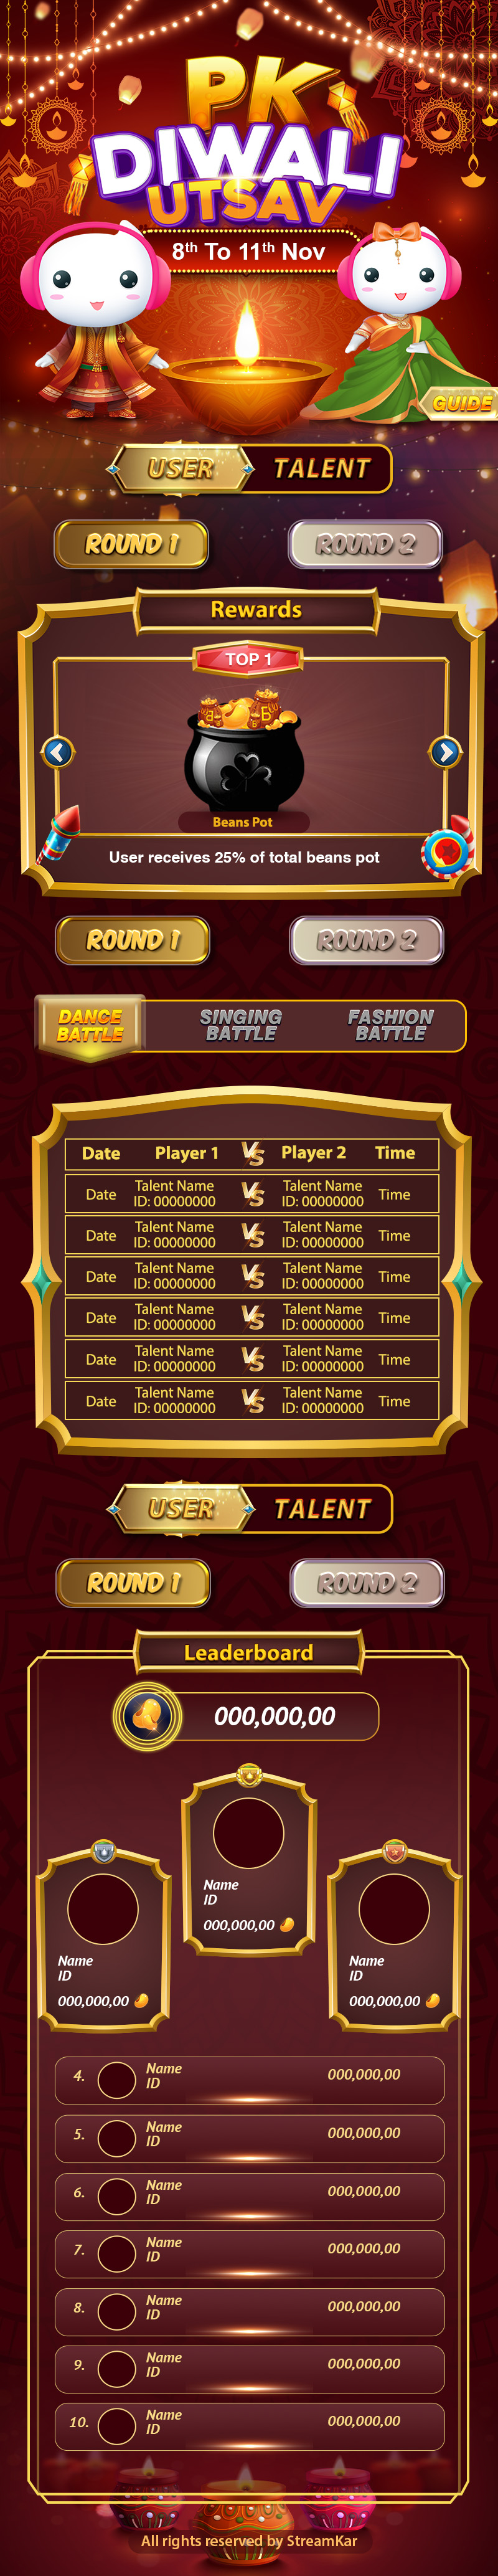 PK
DIWALI
UTSAV
8th To 11th Nov
GUIDE
USER TALENT
ROUND 1 ROUND 2
Rewards
TOP 1
Beans Pot
User receives 25% of total beans pot
ROUND 1 ROUND 2
DANCE SINGING FASHION
BATTLE BATTLE BATTLE
Date Player 1 VS Player 2 Time
Talent Name Talent Name
Date VS Time
ID: 00000000 ID: 00000000
Talent Name Talent Name
Date VS Time
ID: 00000000 ID: 00000000
Talent Name Talent Name
Date VS Time
ID: 00000000 ID: 00000000
Talent Name Talent Name
Date VS Time
ID: 00000000 ID: 00000000
Talent Name Talent Name
Date VS Time
ID: 00000000 ID: 00000000
Talent Name Talent Name
Date VS Time
ID: 00000000 ID: 00000000
USER TALENT
ROUND 1 ROUND 2
Leaderboard
000,000,00
Name
ID
000,000,00
Name
ID
000,000,00
Name
ID
000,000,00
4. Name 000,000,00
ID
5. Name 000,000,00
ID
6. Name 000,000,00
ID
7. Name 000,000,00
ID
8. Name 000,000,00
ID
9. Name 000,000,00
ID
10. Name 000,000,00
ID
All rights reserved by StreamKar